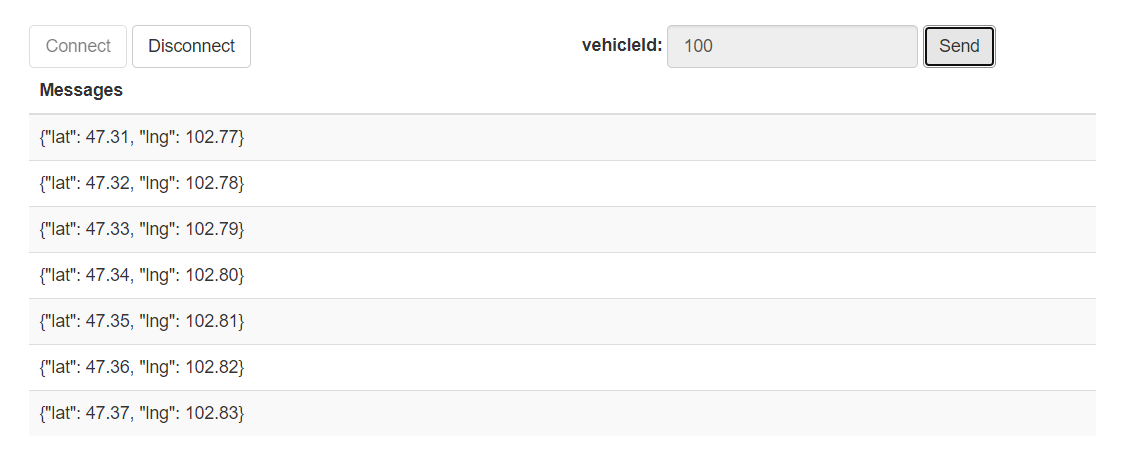 Connect Disconnect vehicleId: 100 Send
Messages
{"lat": 47.31, "lng": 102.77}
{"lat": 47.32, "lng": 102.78}
{"lat": 47.33, "lng": 102.79}
{"lat": 47.34, "lng": 102.80}
{"lat": 47.35, "lng": 102.81}
{"lat": 47.36, "lng": 102.82}
{"lat": 47.37, "lng": 102.83}